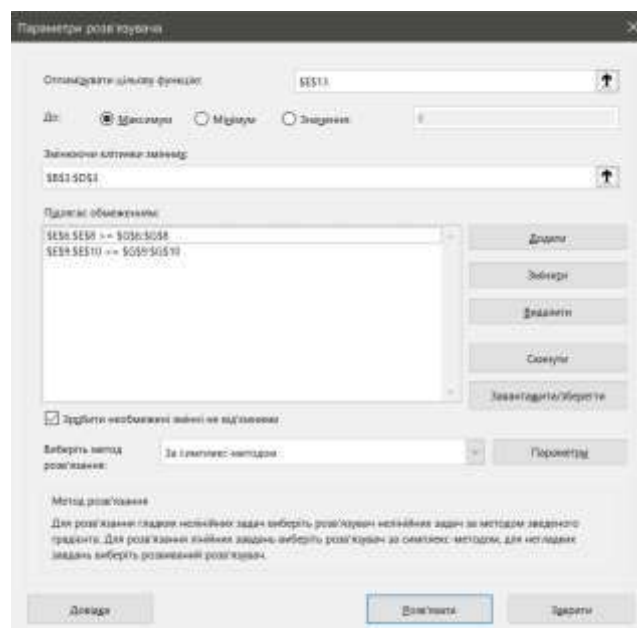 Параметри розв'язувача
Оптимізувати цільову функцію: $E$13
До: Максимум Мінімум Значення: 0
Змінюючи клітинки змінних:
$B$3:$D$3
Підлягає обмеженням:
$E$6:$E$8 >= $G$6:$G$8
$E$9:$E$10 >= $G$9:$G$10
Додати
Змінити
Видалити
Скинути
Завантажити/Зберегти
Зробити необмежені змінні не від'ємними
Виберіть метод
розв'язання:
За симплекс-методом
Параметри
Метод розв'язання
Для розв'язання гладких нелінійних задач виберіть розв'язувач нелінійних задач за методом зведеного
градієнта. Для розв'язання лінійних завдань виберіть розв'язувач за симплекс-методом, для негладких
завдань виберіть розвиваний розв'язувач.
Довідка
Розв'язати
Закрити